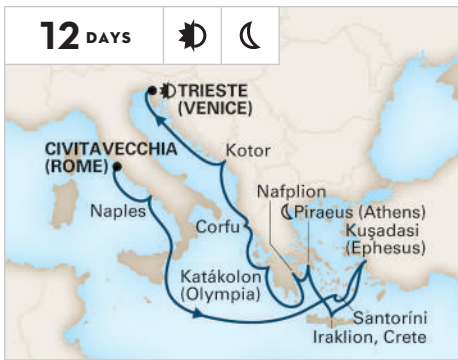 12 DAYS
TRIESTE
(VENICE)
CIVITAVECCHIA
(ROME)
Kotor
Nafplion
Naples
Piraeus (Athens)
Kuşadasi
(Ephesus)
Corfu
Katákolon
(Olympia)
Santoríni
Iraklion, Crete